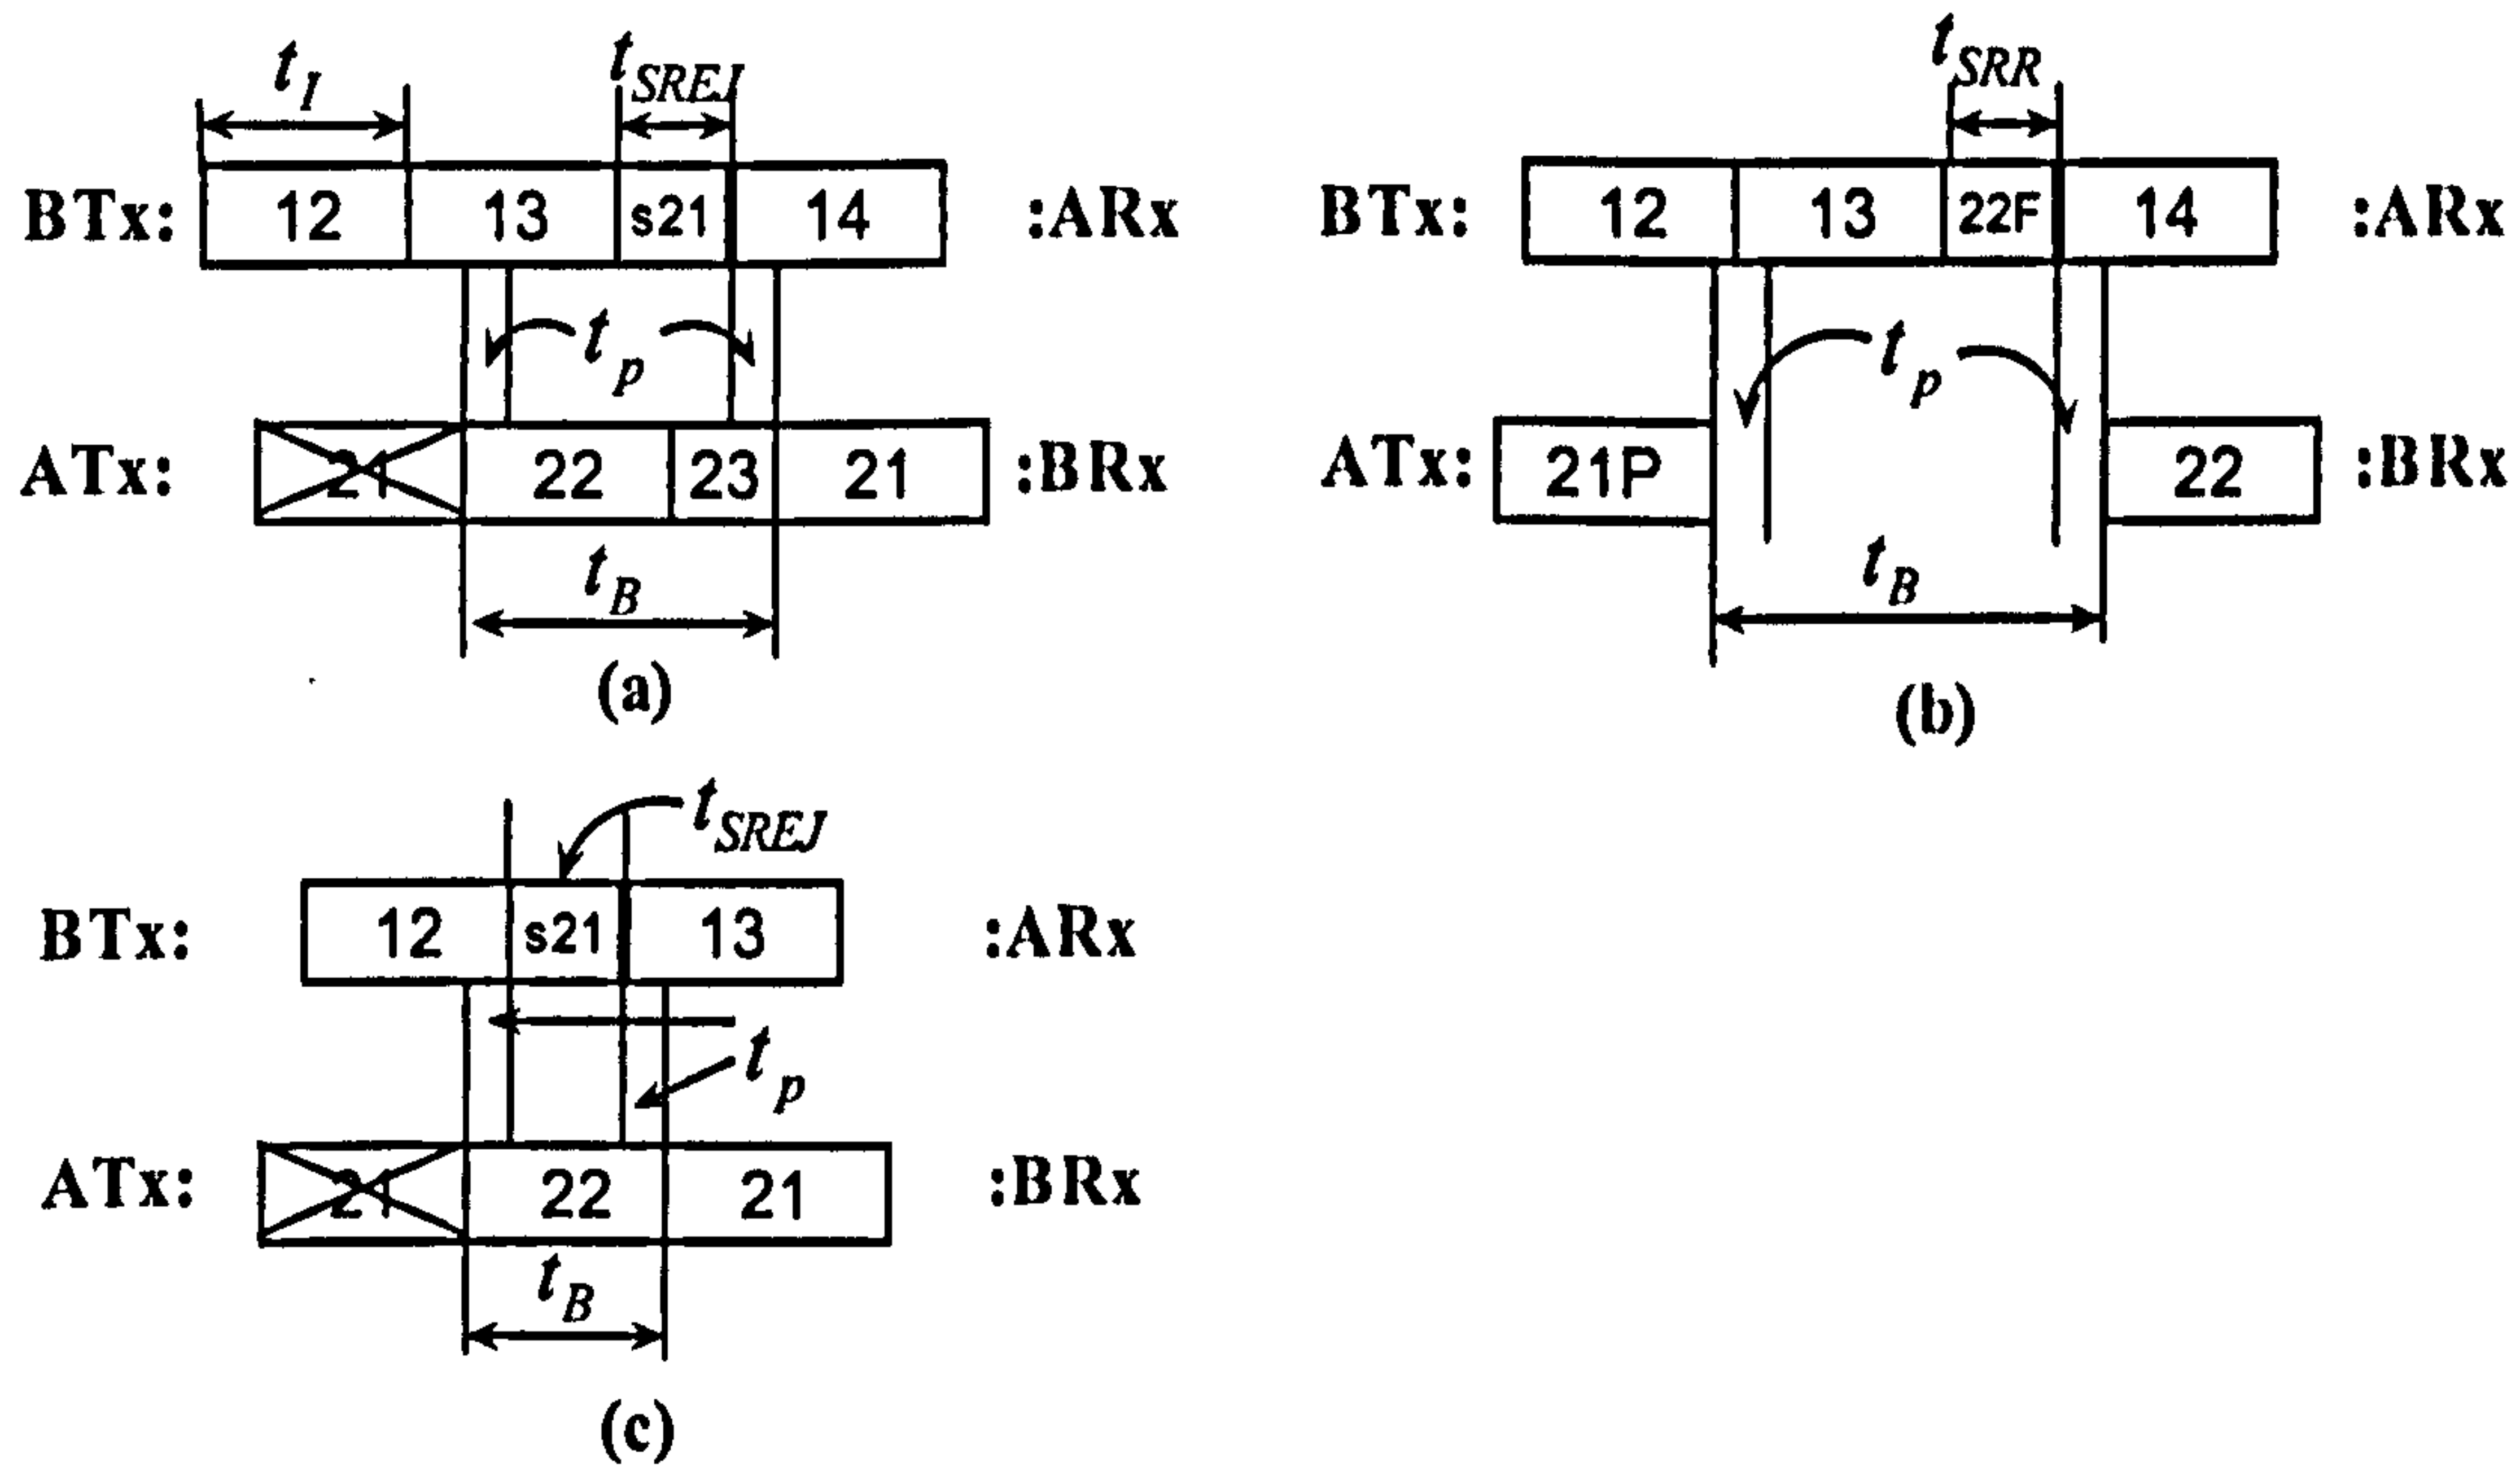 t_I t_SREJ
BTx: 12 13 s21 14 :ARx
t_p
ATx: 21 22 23 21 :BRx
t_B
(a)
t_SRR
BTx: 12 13 22F 14 :ARx
t_p
ATx: 21P 22 :BRx
t_B
(b)
t_SREJ
BTx: 12 s21 13 :ARx
t_p
ATx: 21 22 21 :BRx
t_B
(c)